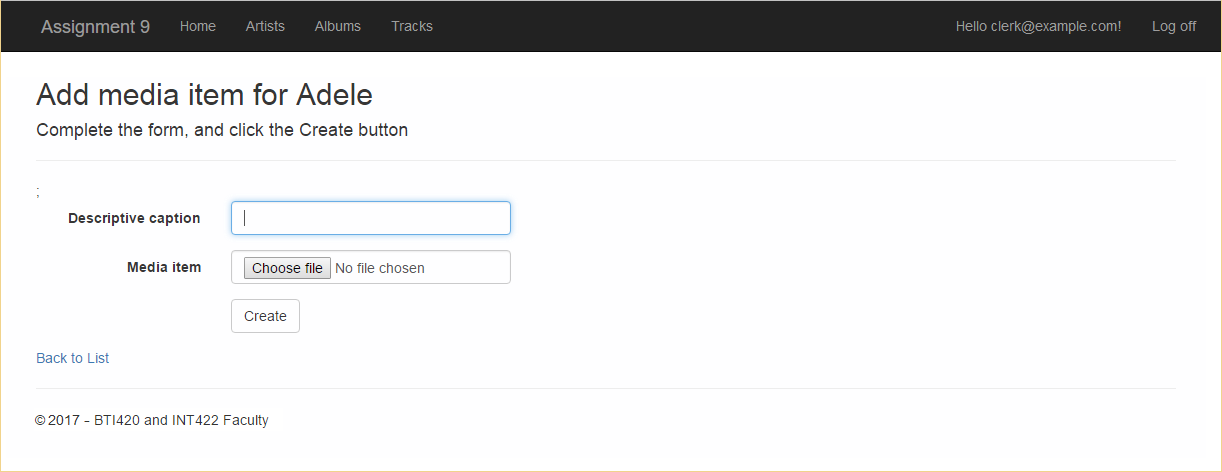 Assignment 9 Home Artists Albums Tracks Hello clerk@example.com! Log off
Add media item for Adele
Complete the form, and click the Create button
;
Descriptive caption
Media item Choose file No file chosen
Create
Back to List
© 2017 - BTI420 and INT422 Faculty